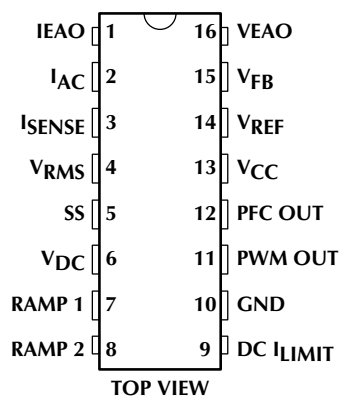 IEAO 1 16 VEAO
IAC 2 15 VFB
ISENSE 3 14 VREF
VRMS 4 13 VCC
SS 5 12 PFC OUT
VDC 6 11 PWM OUT
RAMP 1 7 10 GND
RAMP 2 8 9 DC ILIMIT
TOP VIEW